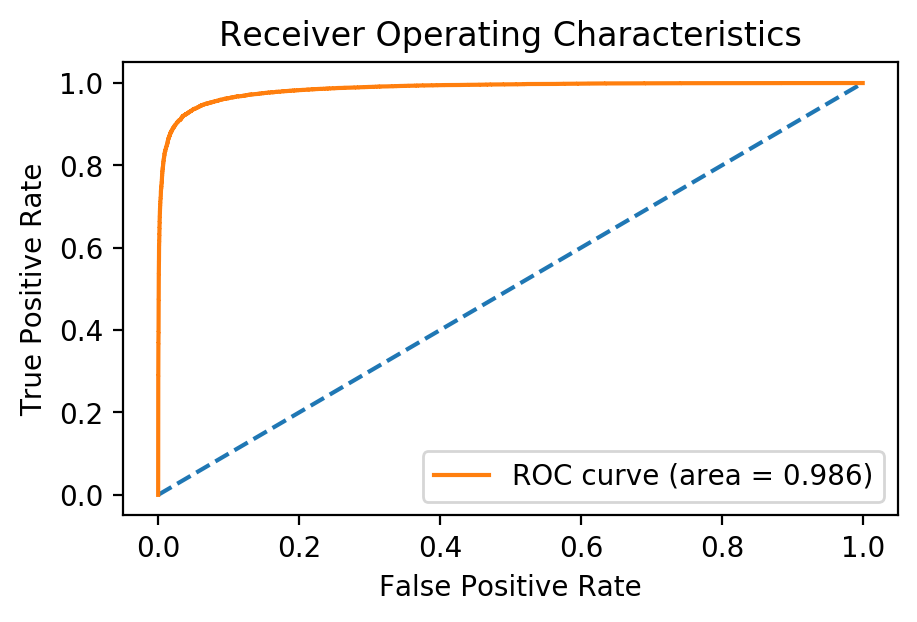 Receiver Operating Characteristics
True Positive Rate
1.0
0.8
0.6
0.4
0.2
0.0
ROC curve (area = 0.986)
0.0 0.2 0.4 0.6 0.8 1.0
False Positive Rate